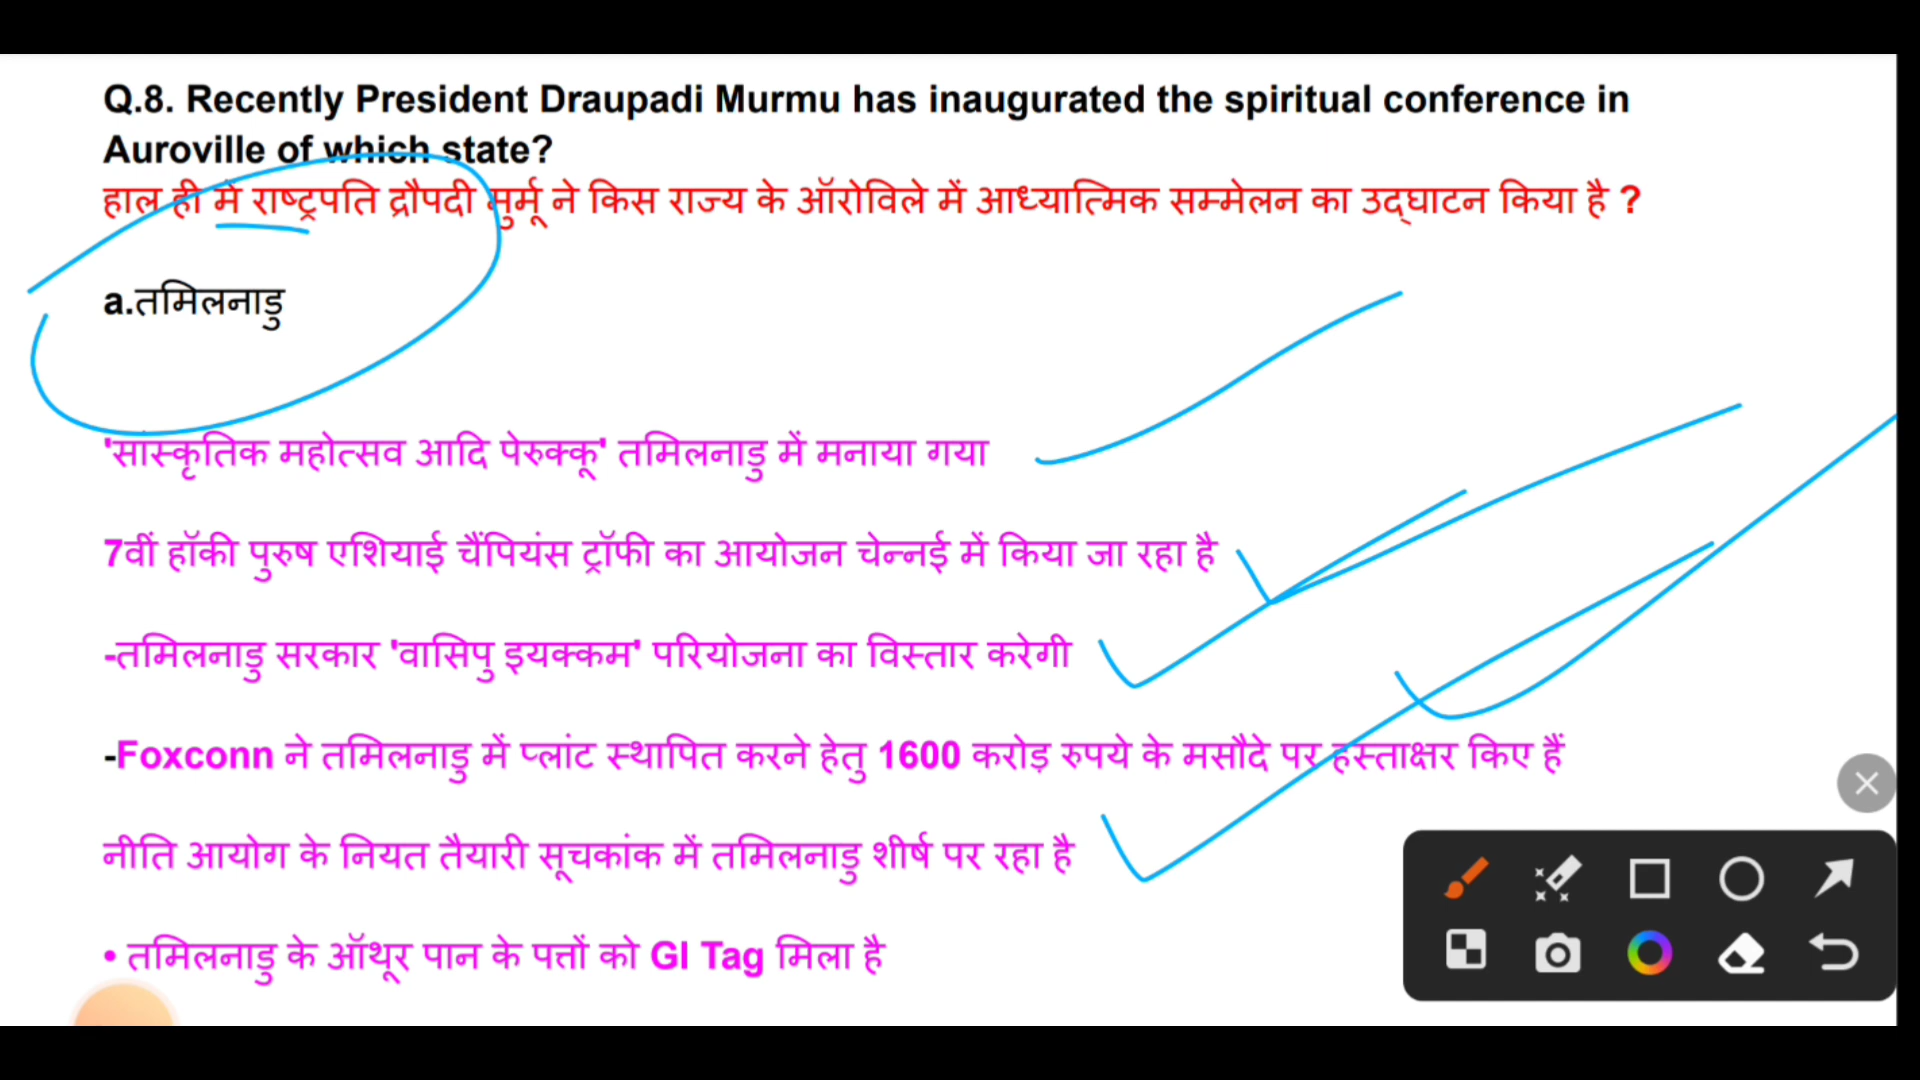 Q.8. Recently President Draupadi Murmu has inaugurated the spiritual conference in
Auroville of which state?
हाल ही में राष्ट्रपति द्रौपदी मुर्मू ने किस राज्य के ऑरोविले में आध्यात्मिक सम्मेलन का उद्घाटन किया है ?
a.तमिलनाडु
'सांस्कृतिक महोत्सव आदि पेरुक्कू' तमिलनाडु में मनाया गया
7वीं हॉकी पुरुष एशियाई चैंपियंस ट्रॉफी का आयोजन चेन्नई में किया जा रहा है
-तमिलनाडु सरकार 'वासिपु इयक्कम' परियोजना का विस्तार करेगी
-Foxconn ने तमिलनाडु में प्लांट स्थापित करने हेतु 1600 करोड़ रुपये के मसौदे पर हस्ताक्षर किए हैं
नीति आयोग के नियत तैयारी सूचकांक में तमिलनाडु शीर्ष पर रहा है
• तमिलनाडु के ऑथूर पान के पत्तों को GI Tag मिला है